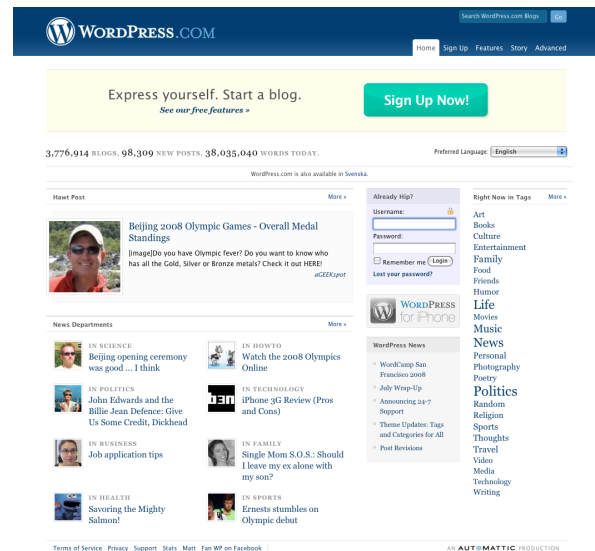 Search WordPress.com Blogs Go
WORDPRESS.COM
Home Sign Up Features Story Advanced
Express yourself. Start a blog.
See our free features »
Sign Up Now!
3,776,914 BLOGS. 98,309 NEW POSTS. 38,035,040 WORDS TODAY.
Preferred Language: English
WordPress.com is also available in Svenska.
Hawt Post More »
Beijing 2008 Olympic Games - Overall Medal
Standings
[image]Do you have Olympic fever? Do you want to know who
has all the Gold, Silver or Bronze metals? Check it out HERE!
aGEEKspot
News Departments More »
IN SCIENCE
Beijing opening ceremony
was good ... I think
IN HOWTO
Watch the 2008 Olympics
Online
IN POLITICS
John Edwards and the
Billie Jean Defence: Give
Us Some Credit, Dickhead
b3n
IN TECHNOLOGY
iPhone 3G Review (Pros
and Cons)
IN BUSINESS
Job application tips
IN FAMILY
Single Mom S.O.S.: Should
I leave my ex alone with
my son?
IN HEALTH
Savoring the Mighty
Salmon!
IN SPORTS
Ernests stumbles on
Olympic debut
Already Hip?
Username:
Password:
Remember me Login
Lost your password?
WORDPRESS
for iPhone
WordPress News
WordCamp San
Francisco 2008
July Wrap-Up
Announcing 24-7
Support
Theme Updates: Tags
and Categories for All
Post Revisions
Right Now in Tags More »
Art
Books
Culture
Entertainment
Family
Food
Friends
Humor
Life
Movies
Music
News
Personal
Photography
Poetry
Politics
Random
Religion
Sports
Thoughts
Travel
Video
Media
Technology
Writing
Terms of Service Privacy Support Stats Matt Fan WP on Facebook
AN AUTOMATTIC PRODUCTION